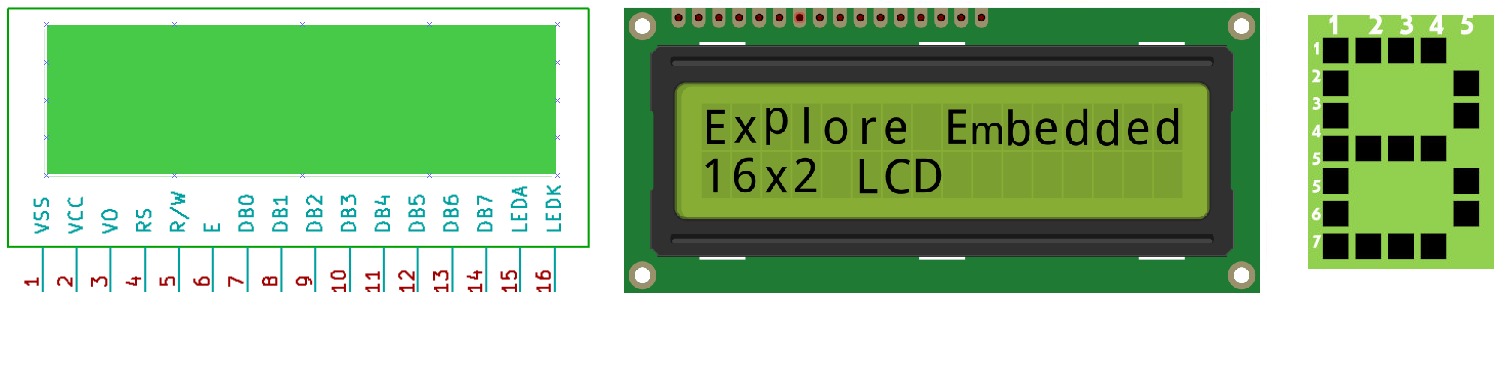 VSS VCC VO RS R/W E DB0 DB1 DB2 DB3 DB4 DB5 DB6 DB7 LEDA LEDK
1 2 3 4 5 6 7 8 9 10 11 12 13 14 15 16
Explore Embedded
16x2 LCD
1 2 3 4 5
1
2
3
4
5
5
6
7